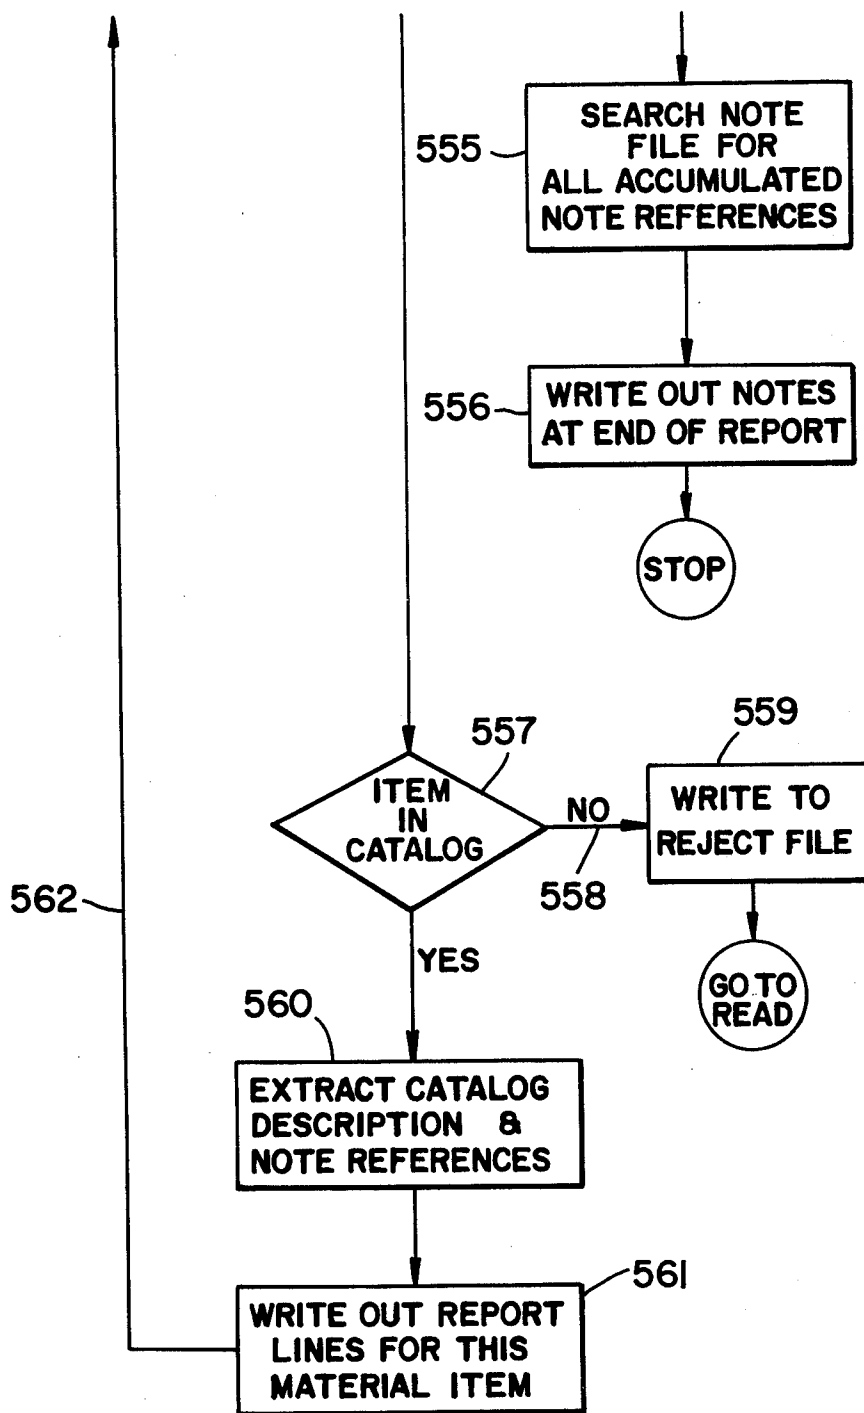 555
SEARCH NOTE
FILE FOR
ALL ACCUMULATED
NOTE REFERENCES
556
WRITE OUT NOTES
AT END OF REPORT
STOP
557
ITEM
IN
CATALOG
NO
558
559
WRITE TO
REJECT FILE
GO TO
READ
562
YES
560
EXTRACT CATALOG
DESCRIPTION &
NOTE REFERENCES
561
WRITE OUT REPORT
LINES FOR THIS
MATERIAL ITEM